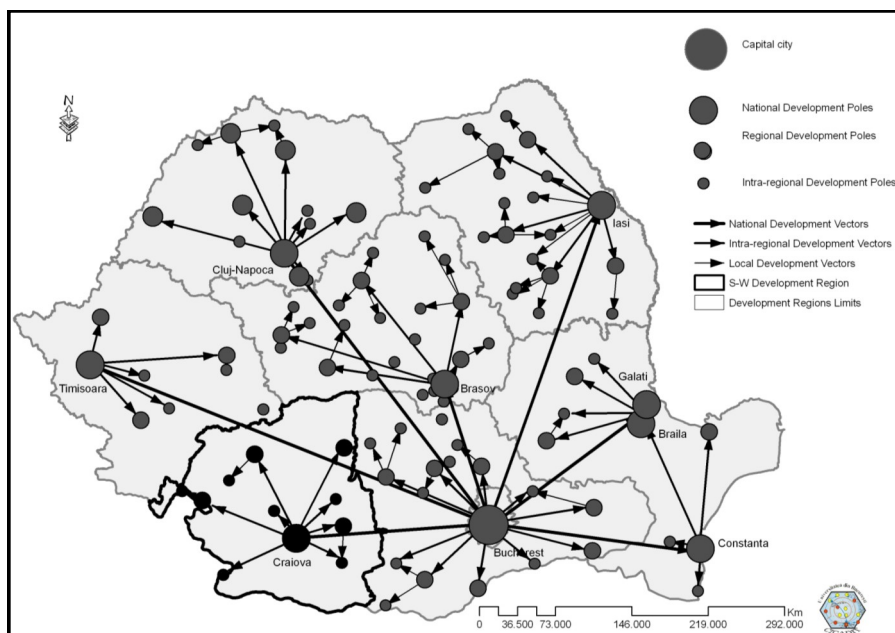 Capital city
N
National Development Poles
Regional Development Poles
Intra-regional Development Poles
Iasi
National Development Vectors
Intra-regional Development Vectors
Local Development Vectors
S-W Development Region
Development Regions Limits
Cluj-Napoca
Galati
Timisoara
Brasov
Braila
Bucharest
Constanta
Craiova
Km
0 36.500 73.000 146.000 219.000 292.000